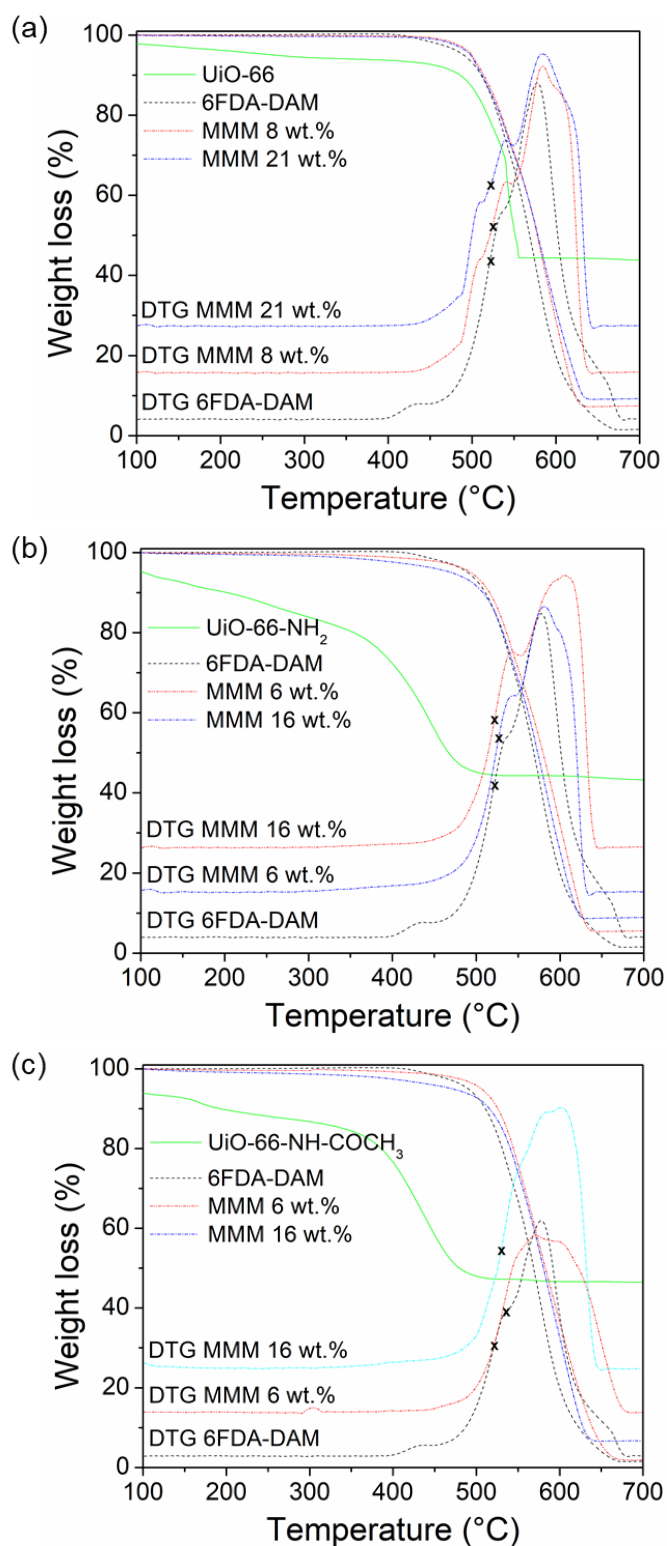 (a)
100
80
60
40
20
0
Weight loss (%)
UiO-66
6FDA-DAM
MMM 8 wt.%
MMM 21 wt.%
x
x
x
DTG MMM 21 wt.%
DTG MMM 8 wt.%
DTG 6FDA-DAM
100 200 300 400 500 600 700
Temperature (°C)
(b)
100
80
60
40
20
0
Weight loss (%)
UiO-66-NH₂
6FDA-DAM
MMM 6 wt.%
MMM 16 wt.%
x
x
x
DTG MMM 16 wt.%
DTG MMM 6 wt.%
DTG 6FDA-DAM
100 200 300 400 500 600 700
Temperature (°C)
(c)
100
80
60
40
20
0
Weight loss (%)
UiO-66-NH-COCH₃
6FDA-DAM
MMM 6 wt.%
MMM 16 wt.%
x
x
x
DTG MMM 16 wt.%
DTG MMM 6 wt.%
DTG 6FDA-DAM
100 200 300 400 500 600 700
Temperature (°C)